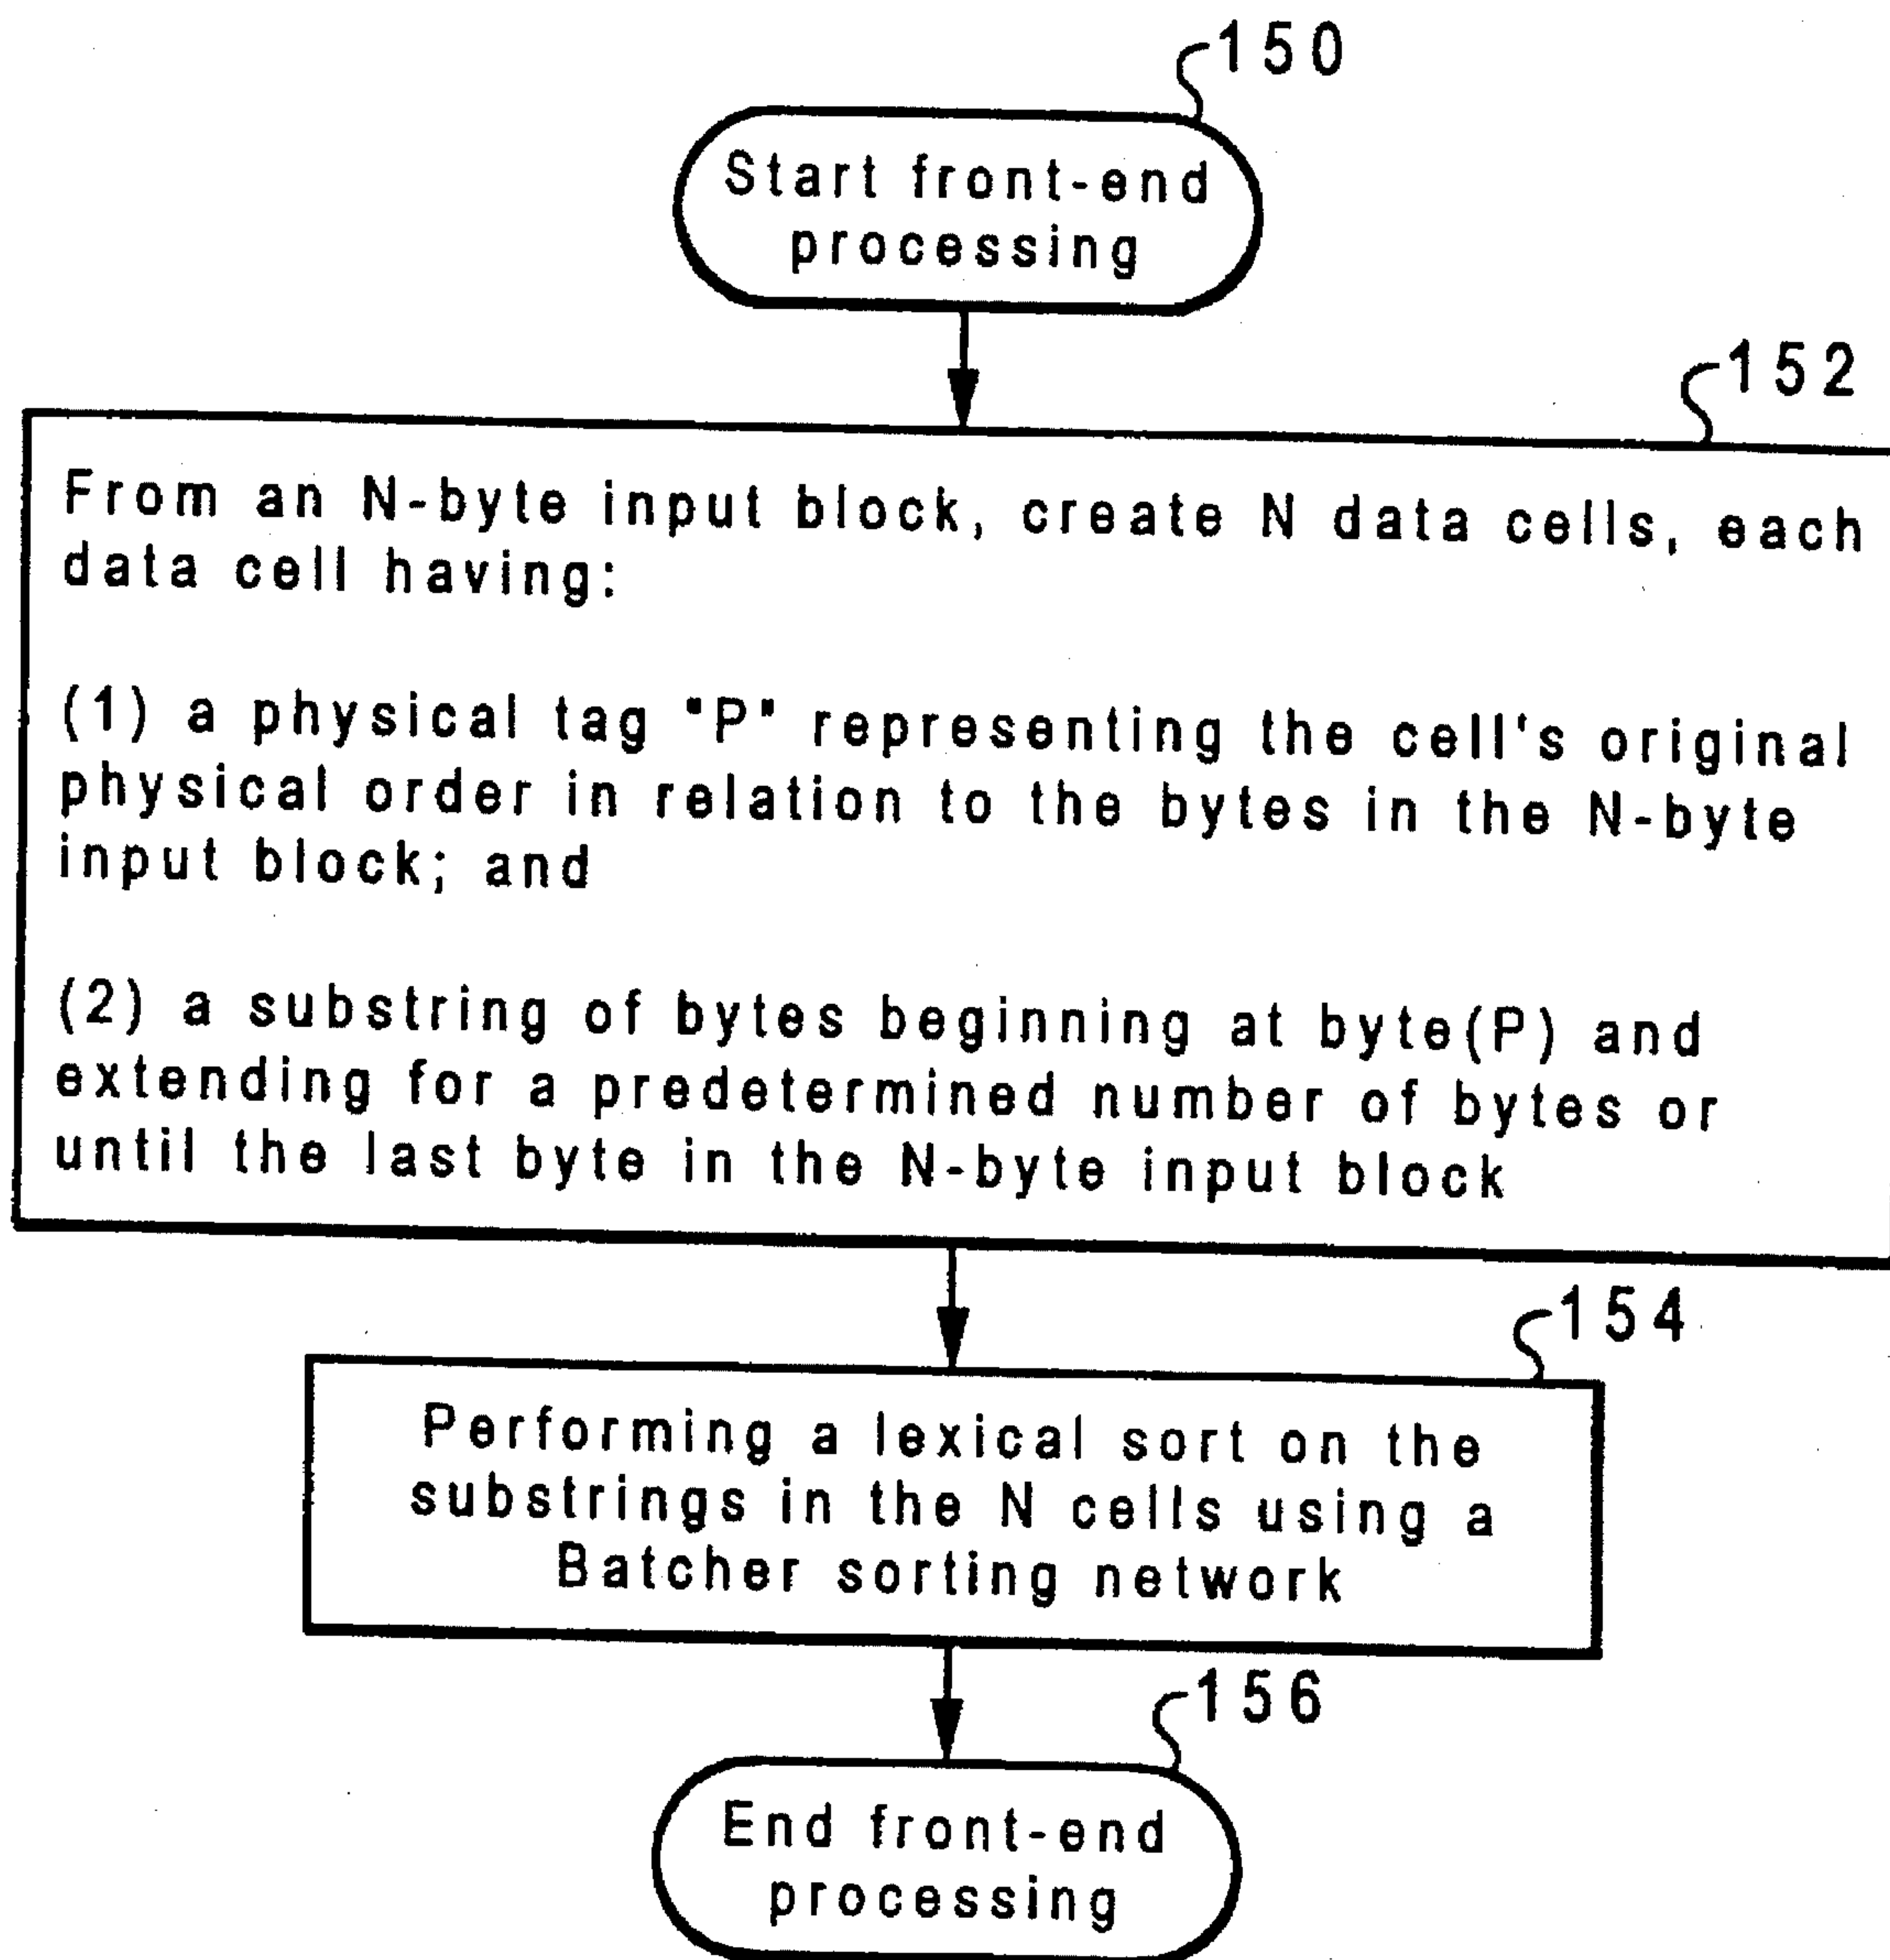 150
Start front-end
processing
152
From an N-byte input block, create N data cells, each
data cell having:
(1) a physical tag "P" representing the cell's original
physical order in relation to the bytes in the N-byte
input block; and
(2) a substring of bytes beginning at byte(P) and
extending for a predetermined number of bytes or
until the last byte in the N-byte input block
154
Performing a lexical sort on the
substrings in the N cells using a
Batcher sorting network
156
End front-end
processing